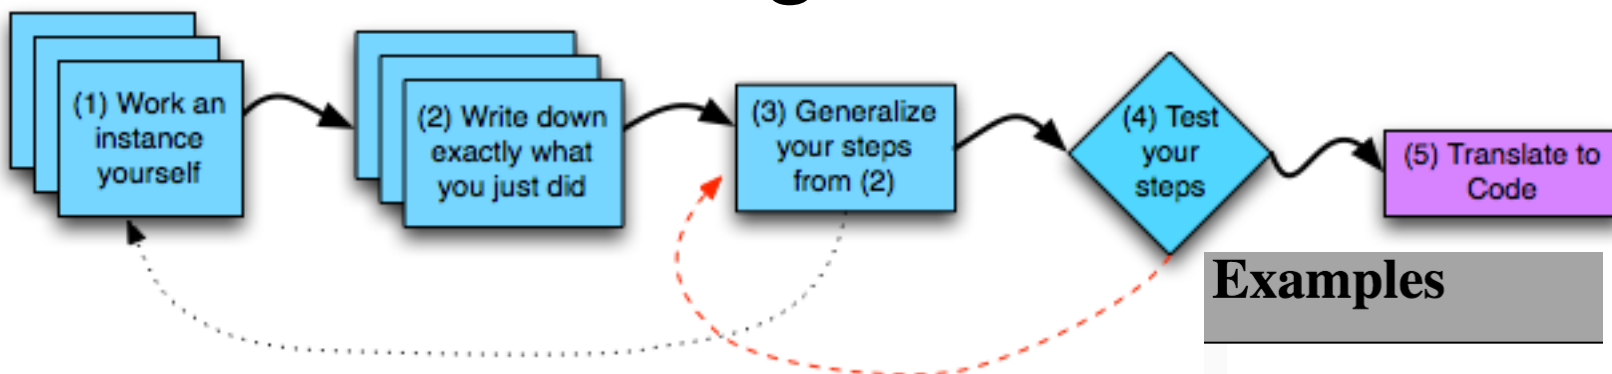 (1) Work an
instance
yourself
(2) Write down
exactly what
you just did
(3) Generalize
your steps
from (2)
(4) Test
your
steps
(5) Translate to
Code
Examples